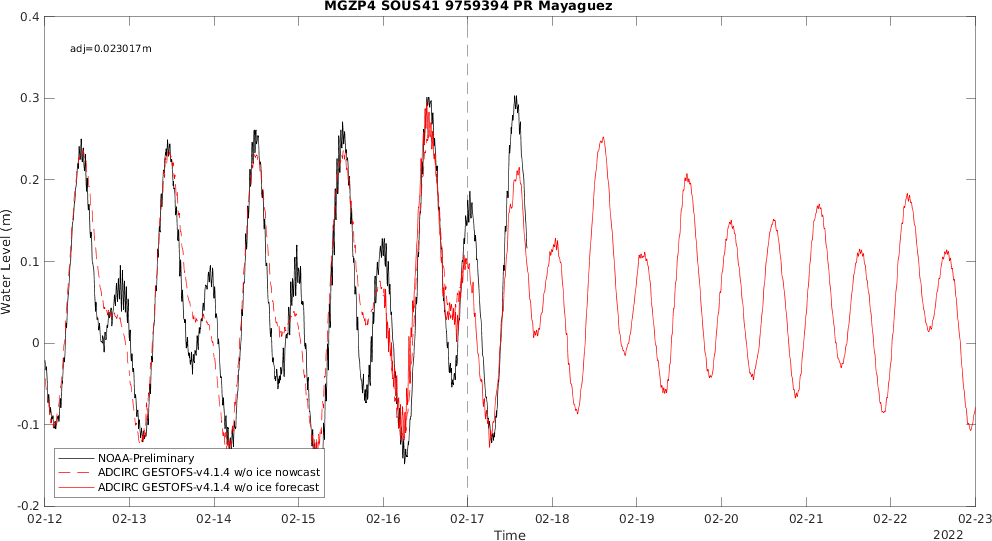 MGZP4 SOUS41 9759394 PR Mayaguez
adj=0.023017m
Water Level (m)
0.4
0.3
0.2
0.1
0
-0.1
-0.2
NOAA-Preliminary
ADCIRC GESTOFS-v4.1.4 w/o ice nowcast
ADCIRC GESTOFS-v4.1.4 w/o ice forecast
02-12 02-13 02-14 02-15 02-16 02-17 02-18 02-19 02-20 02-21 02-22 02-23
Time
2022